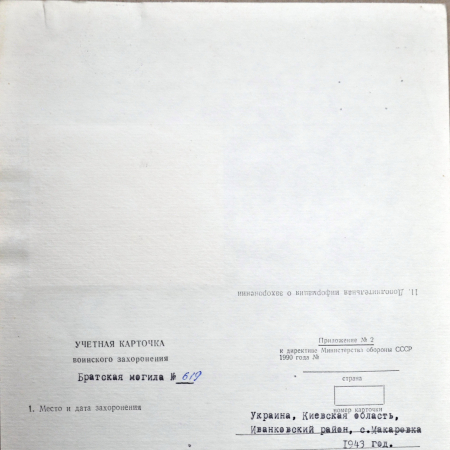 11. Дополнительная информация о захоронении
УЧЕТНАЯ КАРТОЧКА
воинского захоронения
Братская могила № 619
1. Место и дата захоронения
Приложение № 2
к директиве Министерства обороны СССР
1990 года №
страна
номер карточки
Украина, Киевская область,
Иванковский район, с.Макаровка
1943 год.